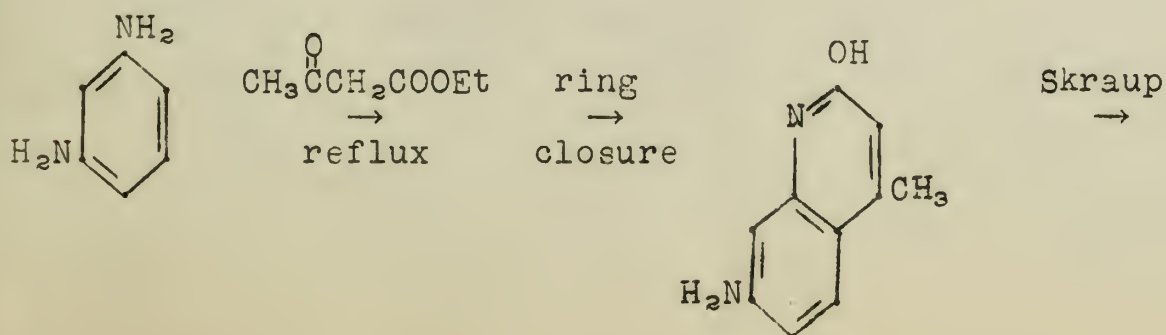 NH₂
O
CH₃CCH₂COOEt
→
reflux
H₂N
ring
→
closure
OH
N
CH₃
H₂N
Skraup
→